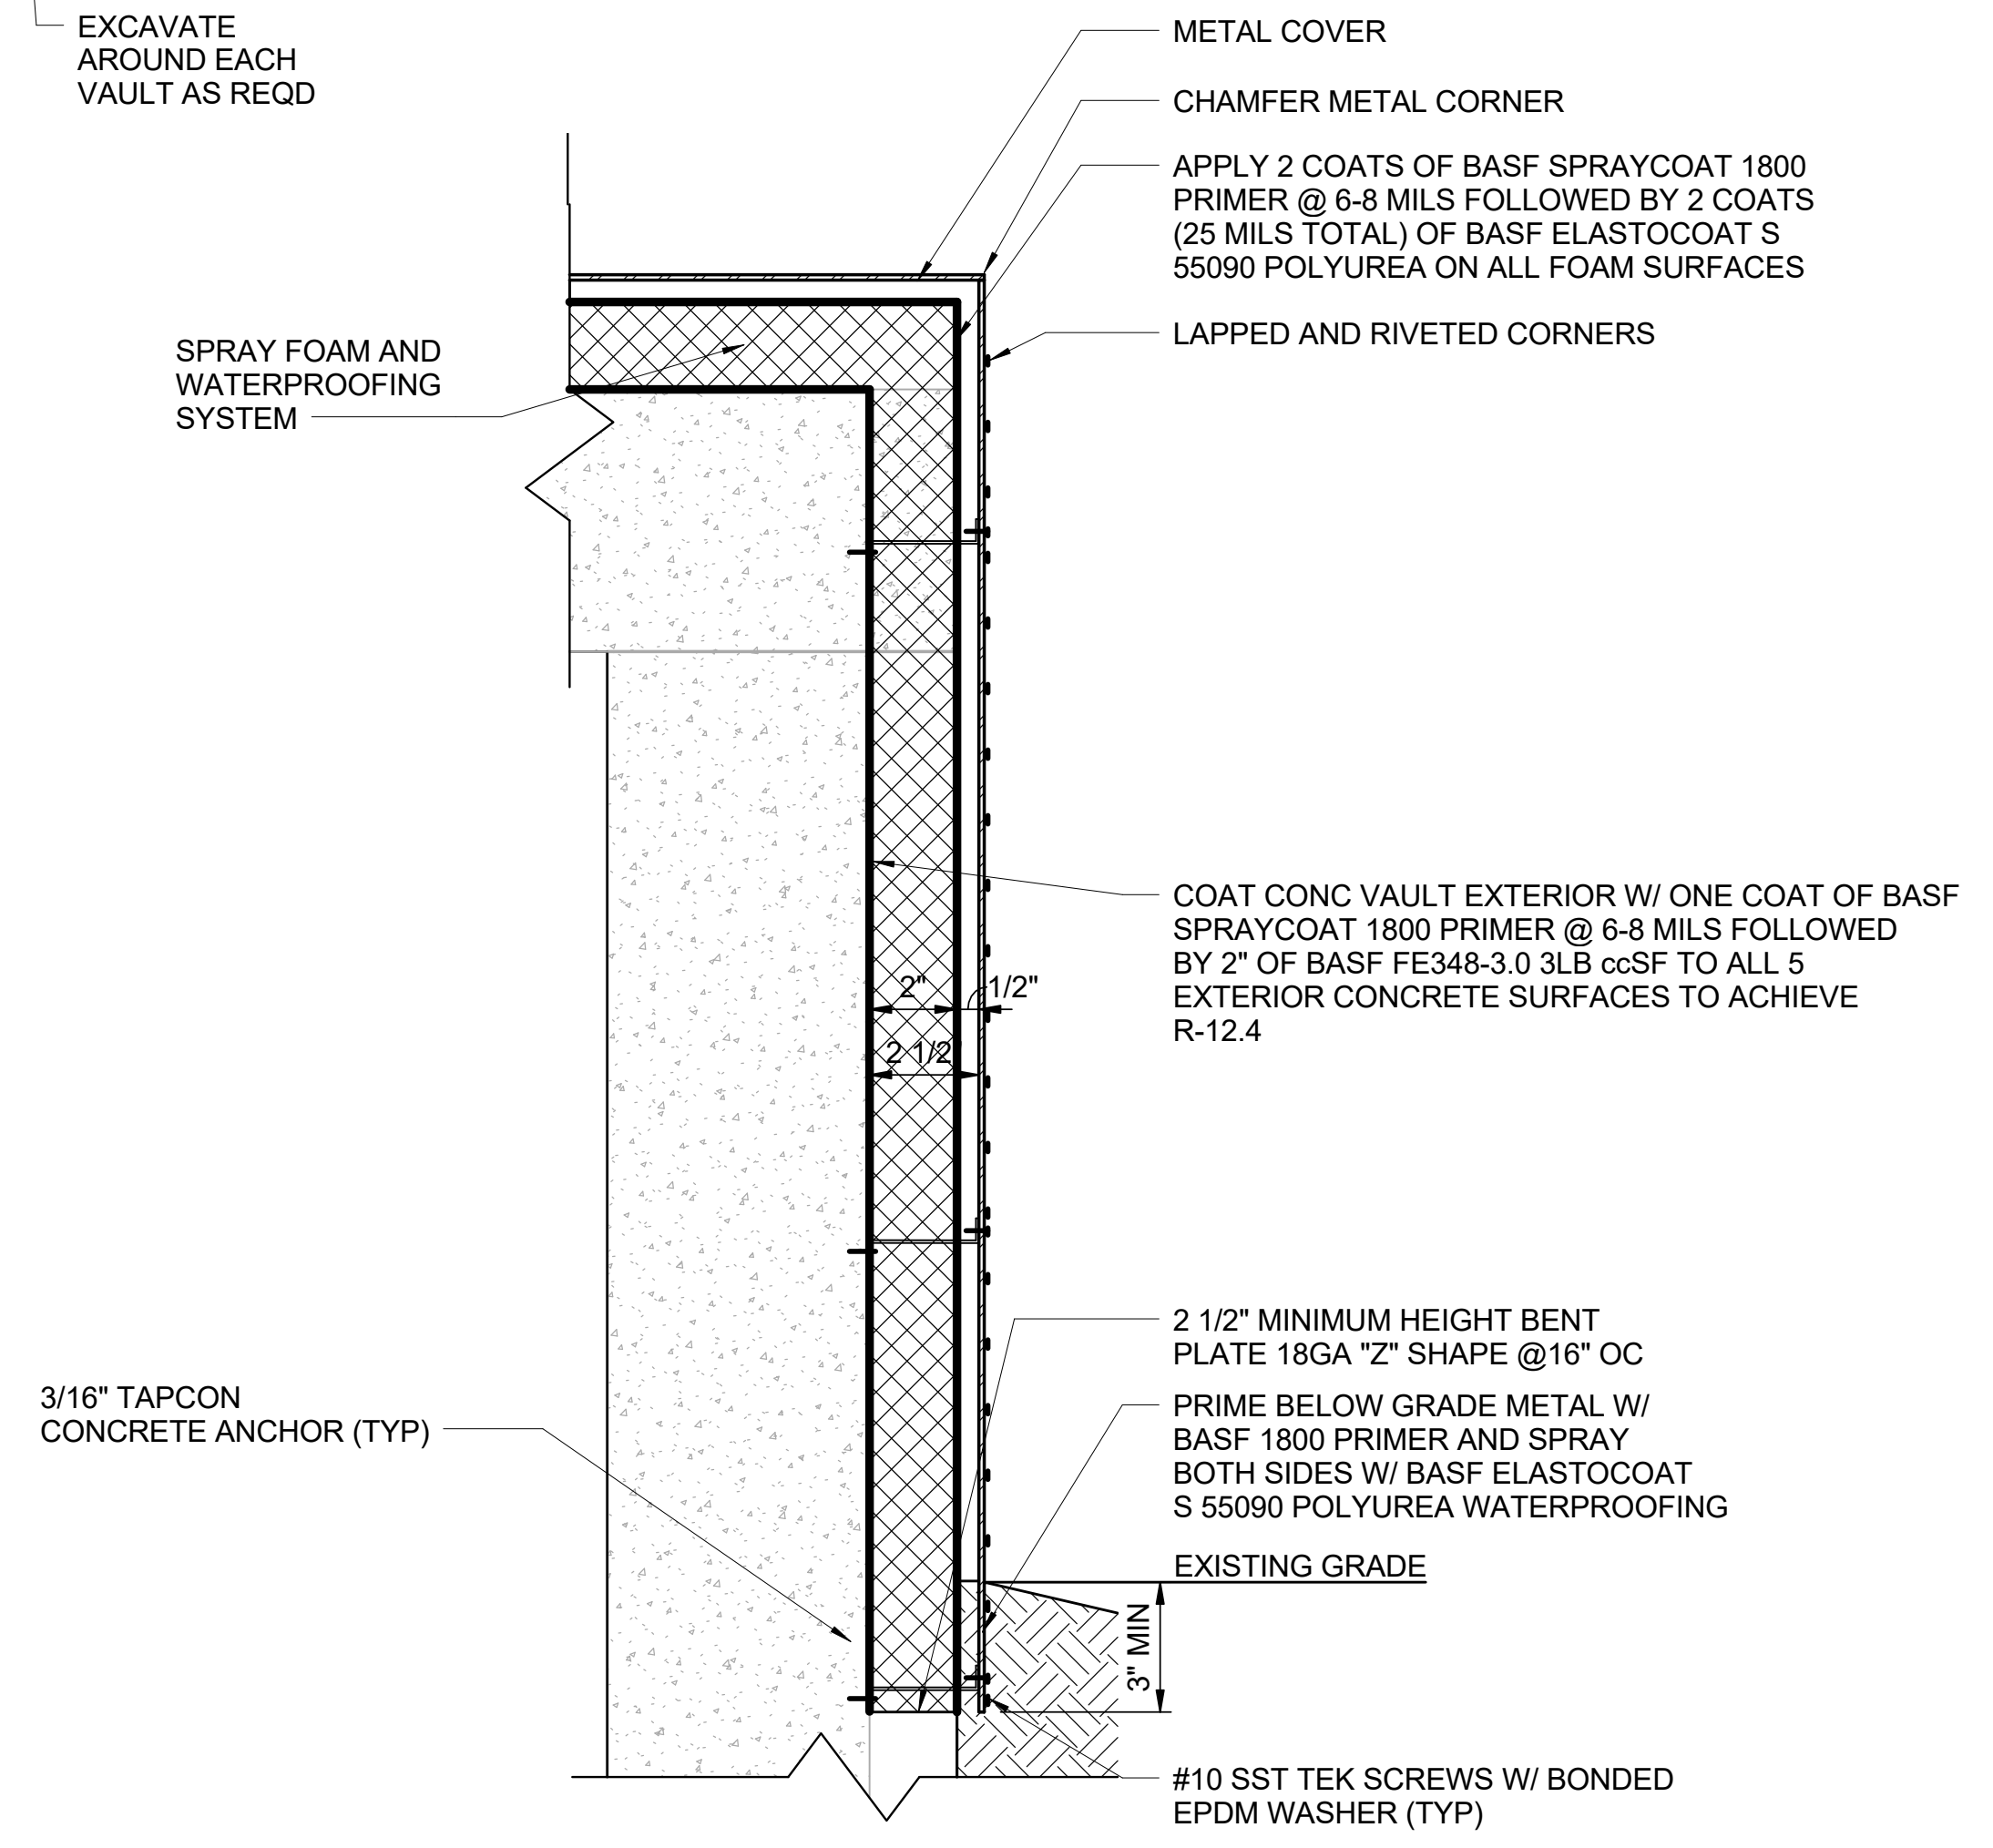 EXCAVATE
AROUND EACH
VAULT AS REQD
METAL COVER
CHAMFER METAL CORNER
APPLY 2 COATS OF BASF SPRAYCOAT 1800
PRIMER @ 6-8 MILS FOLLOWED BY 2 COATS
(25 MILS TOTAL) OF BASF ELASTOCOAT S
55090 POLYUREA ON ALL FOAM SURFACES
LAPPED AND RIVETED CORNERS
SPRAY FOAM AND
WATERPROOFING
SYSTEM
COAT CONC VAULT EXTERIOR W/ ONE COAT OF BASF
SPRAYCOAT 1800 PRIMER @ 6-8 MILS FOLLOWED
BY 2" OF BASF FE348-3.0 3LB ccSF TO ALL 5
EXTERIOR CONCRETE SURFACES TO ACHIEVE
R-12.4
2"
1/2"
2 1/2"
2 1/2" MINIMUM HEIGHT BENT
PLATE 18GA "Z" SHAPE @16" OC
3/16" TAPCON
CONCRETE ANCHOR (TYP)
PRIME BELOW GRADE METAL W/
BASF 1800 PRIMER AND SPRAY
BOTH SIDES W/ BASF ELASTOCOAT
S 55090 POLYUREA WATERPROOFING
EXISTING GRADE
3" MIN
#10 SST TEK SCREWS W/ BONDED
EPDM WASHER (TYP)